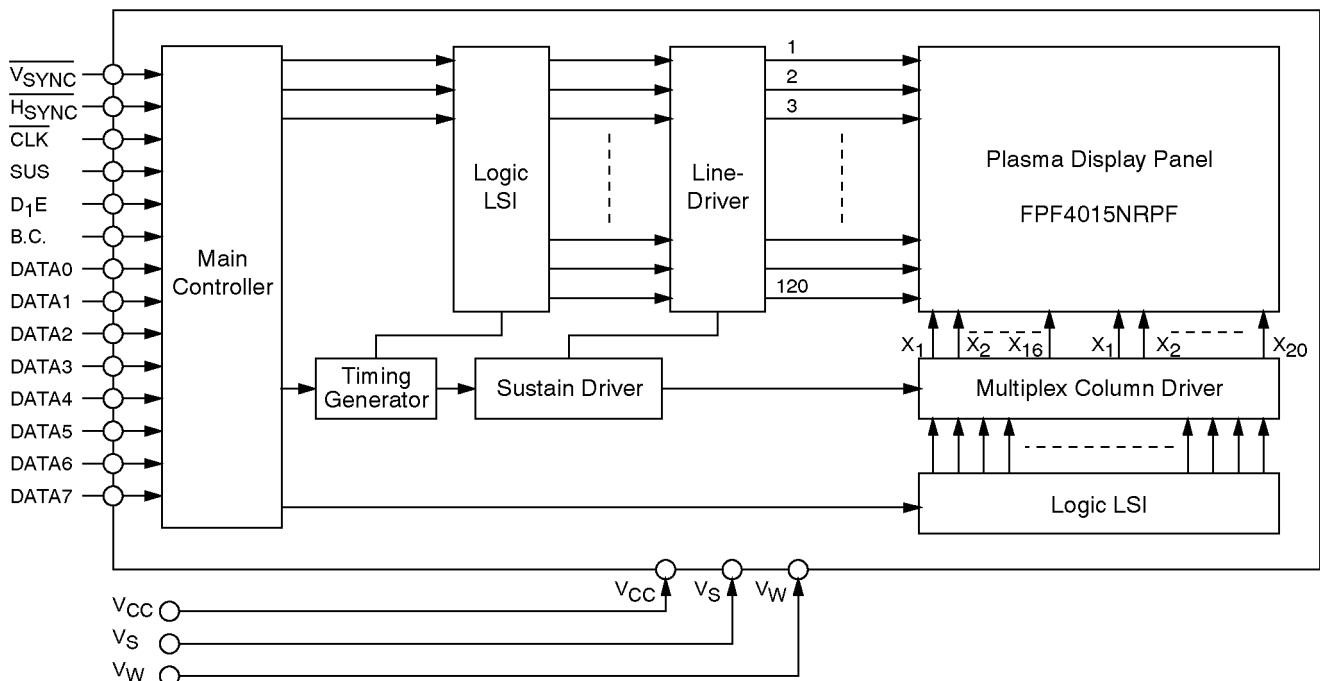 VSYNC
HSYNC
CLK
SUS
D1E
B.C.
DATA0
DATA1
DATA2
DATA3
DATA4
DATA5
DATA6
DATA7
Main
Controller
Logic
LSI
Line-
Driver
1
2
3
120
Plasma Display Panel
FPF4015NRPF
Timing
Generator
Sustain Driver
X1
X2
X16
X1
X2
X20
Multiplex Column Driver
Logic LSI
VCC
VS
VW
VCC
VS
VW